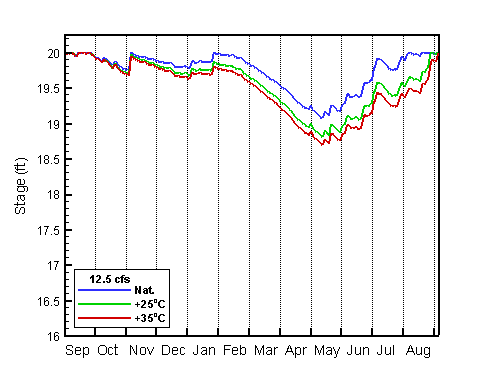 20
19.5
19
18.5
18
17.5
17
16.5
16
Stage (ft)
12.5 cfs
Nat.
+25°C
+35°C
Sep Oct Nov Dec Jan Feb Mar Apr May Jun Jul Aug